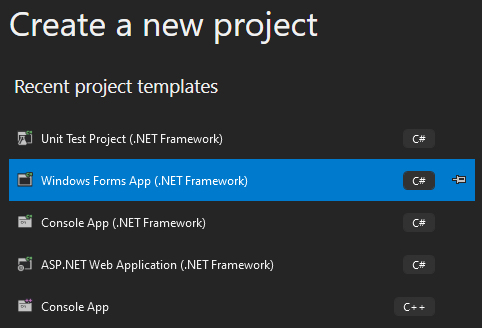 Create a new project
Recent project templates
Unit Test Project (.NET Framework) C#
Windows Forms App (.NET Framework) C#
Console App (.NET Framework) C#
ASP.NET Web Application (.NET Framework) C#
Console App C++